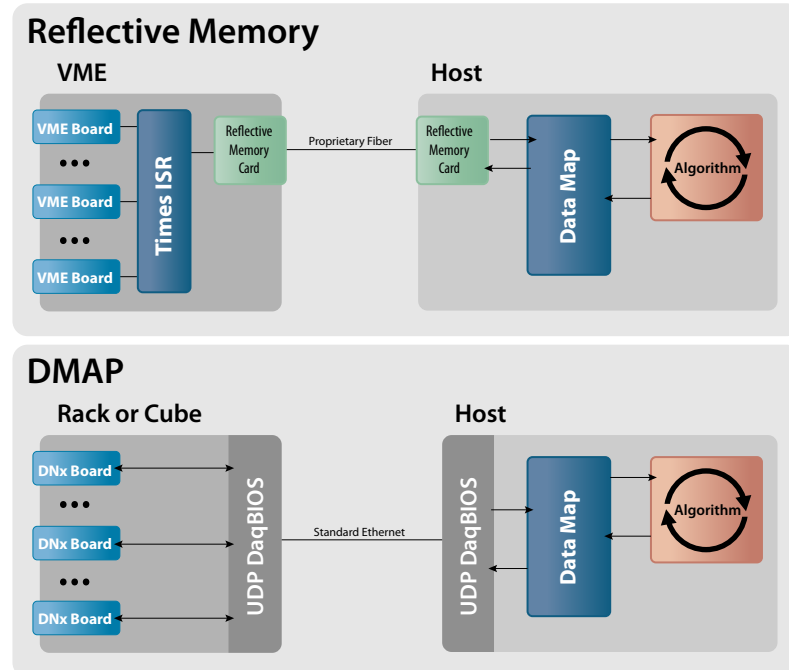 Reflective Memory
VME
Host
VME Board
•••
VME Board
•••
VME Board
Times ISR
Reflective
Memory
Card
Proprietary Fiber
Reflective
Memory
Card
Data Map
Algorithm
DMAP
Rack or Cube
Host
DNx Board
•••
DNx Board
•••
DNx Board
UDP DaqBIOS
Standard Ethernet
UDP DaqBIOS
Data Map
Algorithm